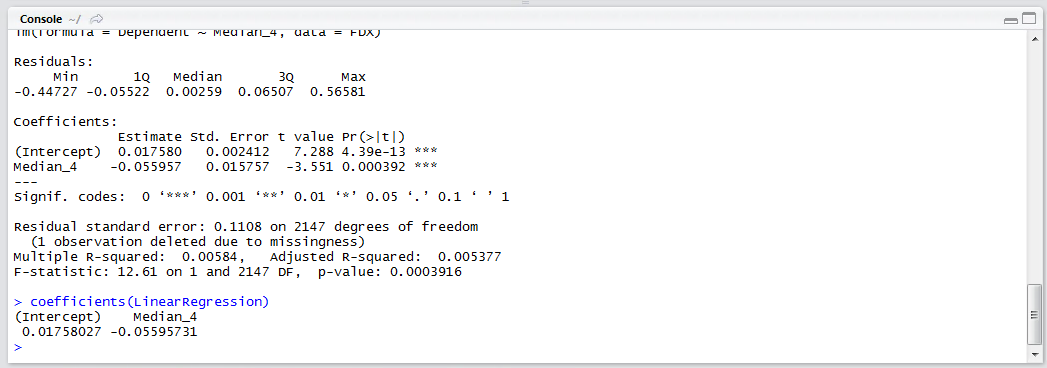 Console ~/
lm(formula = Dependent ~ Median_4, data = FDX)
Residuals:
     Min       1Q   Median       3Q      Max
-0.44727 -0.05522  0.00259  0.06507  0.56581
Coefficients:
             Estimate Std. Error t value Pr(>|t|)
(Intercept)  0.017580   0.002412   7.288 4.39e-13 ***
Median_4    -0.055957   0.015757  -3.551 0.000392 ***
---
Signif. codes:  0 ‘***’ 0.001 ‘**’ 0.01 ‘*’ 0.05 ‘.’ 0.1 ‘ ’ 1
Residual standard error: 0.1108 on 2147 degrees of freedom
  (1 observation deleted due to missingness)
Multiple R-squared:  0.00584,   Adjusted R-squared:  0.005377
F-statistic: 12.61 on 1 and 2147 DF,  p-value: 0.0003916
> coefficients(LinearRegression)
(Intercept)    Median_4
 0.01758027 -0.05595731
>